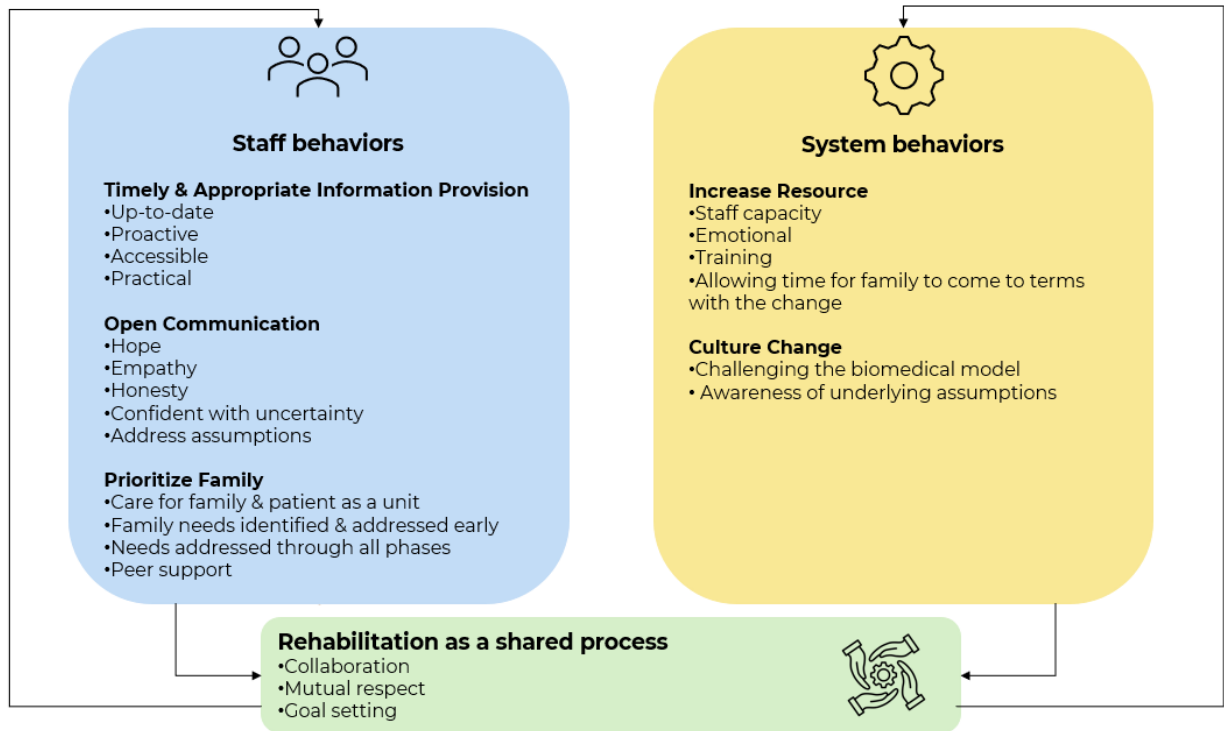 Staff behaviors
Timely & Appropriate Information Provision
•Up-to-date
•Proactive
•Accessible
•Practical
Open Communication
•Hope
•Empathy
•Honesty
•Confident with uncertainty
•Address assumptions
Prioritize Family
•Care for family & patient as a unit
•Family needs identified & addressed early
•Needs addressed through all phases
•Peer support
System behaviors
Increase Resource
•Staff capacity
•Emotional
•Training
•Allowing time for family to come to terms
with the change
Culture Change
•Challenging the biomedical model
• Awareness of underlying assumptions
Rehabilitation as a shared process
•Collaboration
•Mutual respect
•Goal setting